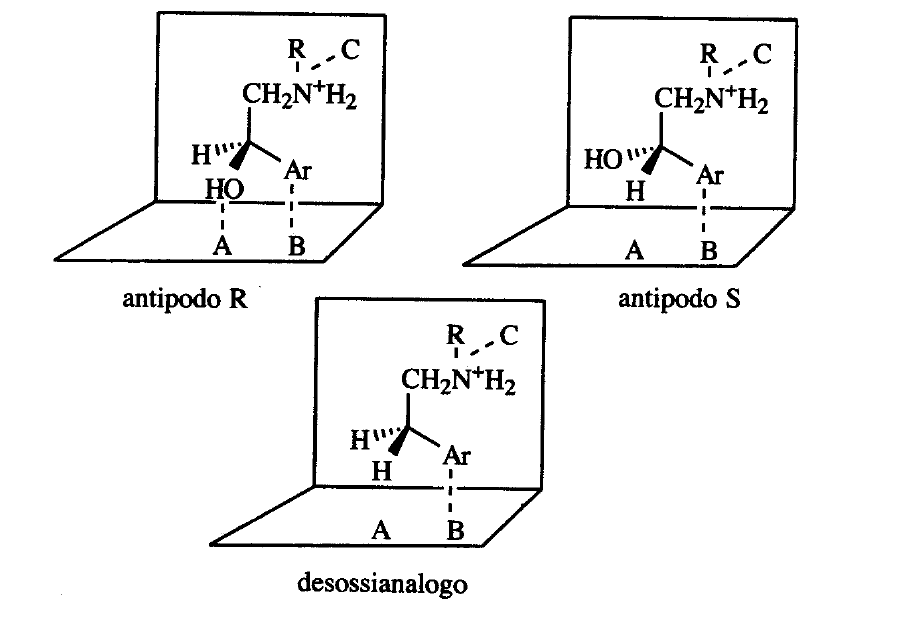 R C
CH₂N⁺H₂
H
Ar
HO
A B
antipodo R
R C
CH₂N⁺H₂
HO
Ar
H
A B
antipodo S
R C
CH₂N⁺H₂
H
Ar
H
A B
desossianalogo